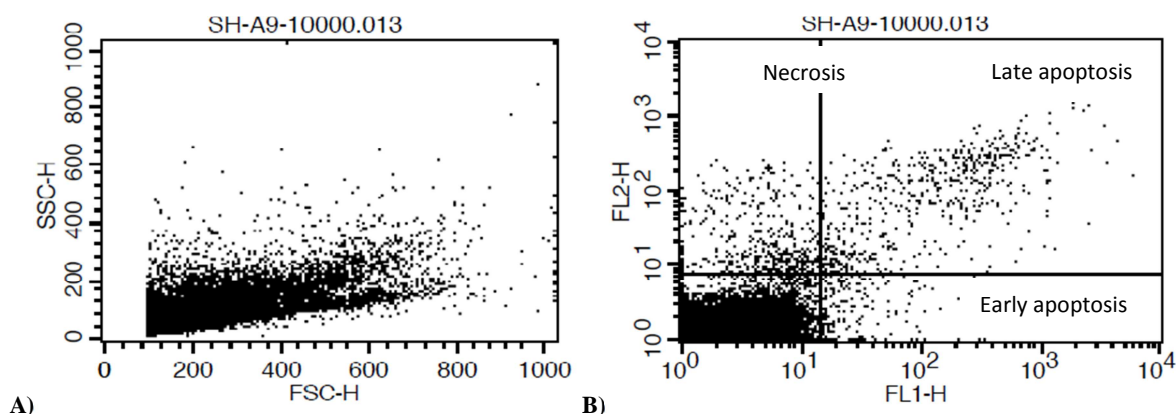 SH-A9-10000.013
1000
800
600
400
200
0
SSC-H
0 200 400 600 800 1000
FSC-H
A)
SH-A9-10000.013
10^4
10^3
10^2
10^1
10^0
FL2-H
Necrosis
Late apoptosis
Early apoptosis
10^0 10^1 10^2 10^3 10^4
FL1-H
B)